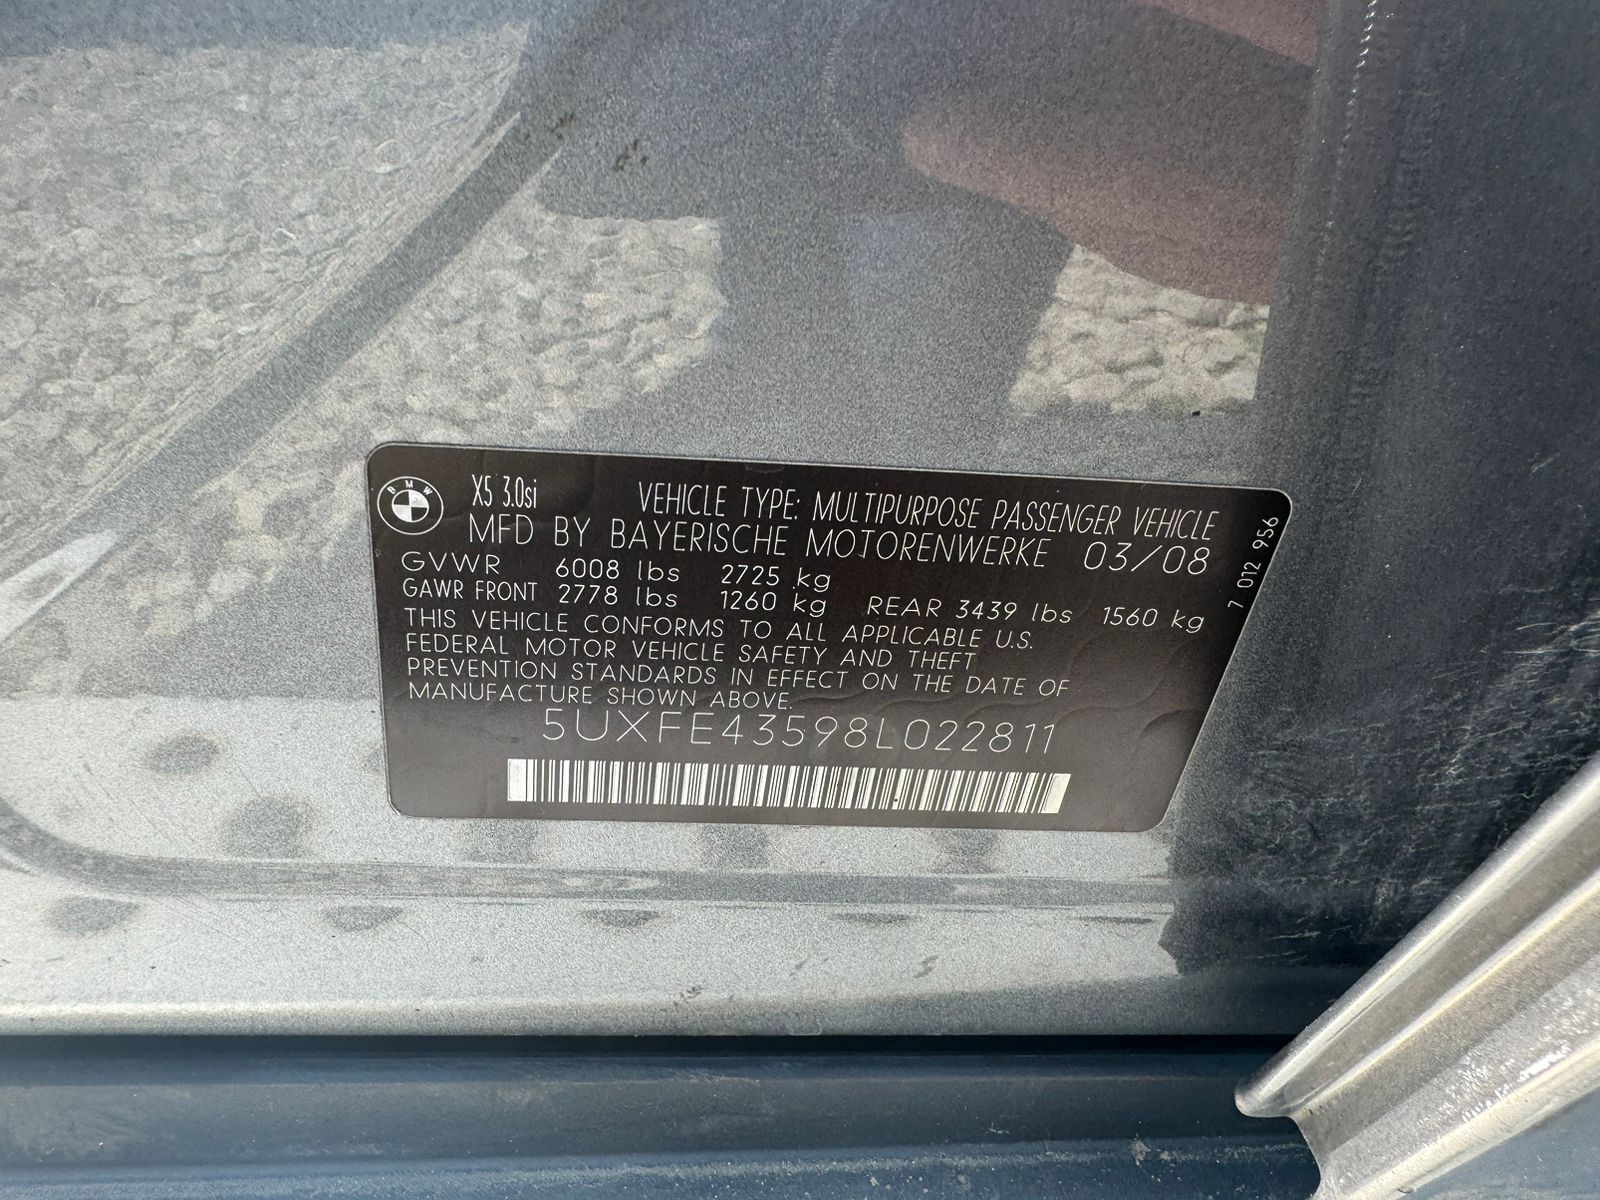 BMW
X5 3.0si
VEHICLE TYPE: MULTIPURPOSE PASSENGER VEHICLE
MFD BY BAYERISCHE MOTORENWERKE 03/08
GVWR 6008 lbs 2725 kg
GAWR FRONT 2778 lbs 1260 kg REAR 3439 lbs 1560 kg
THIS VEHICLE CONFORMS TO ALL APPLICABLE U.S.
FEDERAL MOTOR VEHICLE SAFETY AND THEFT
PREVENTION STANDARDS IN EFFECT ON THE DATE OF
MANUFACTURE SHOWN ABOVE.
5UXFE43598L022811
7 012 956